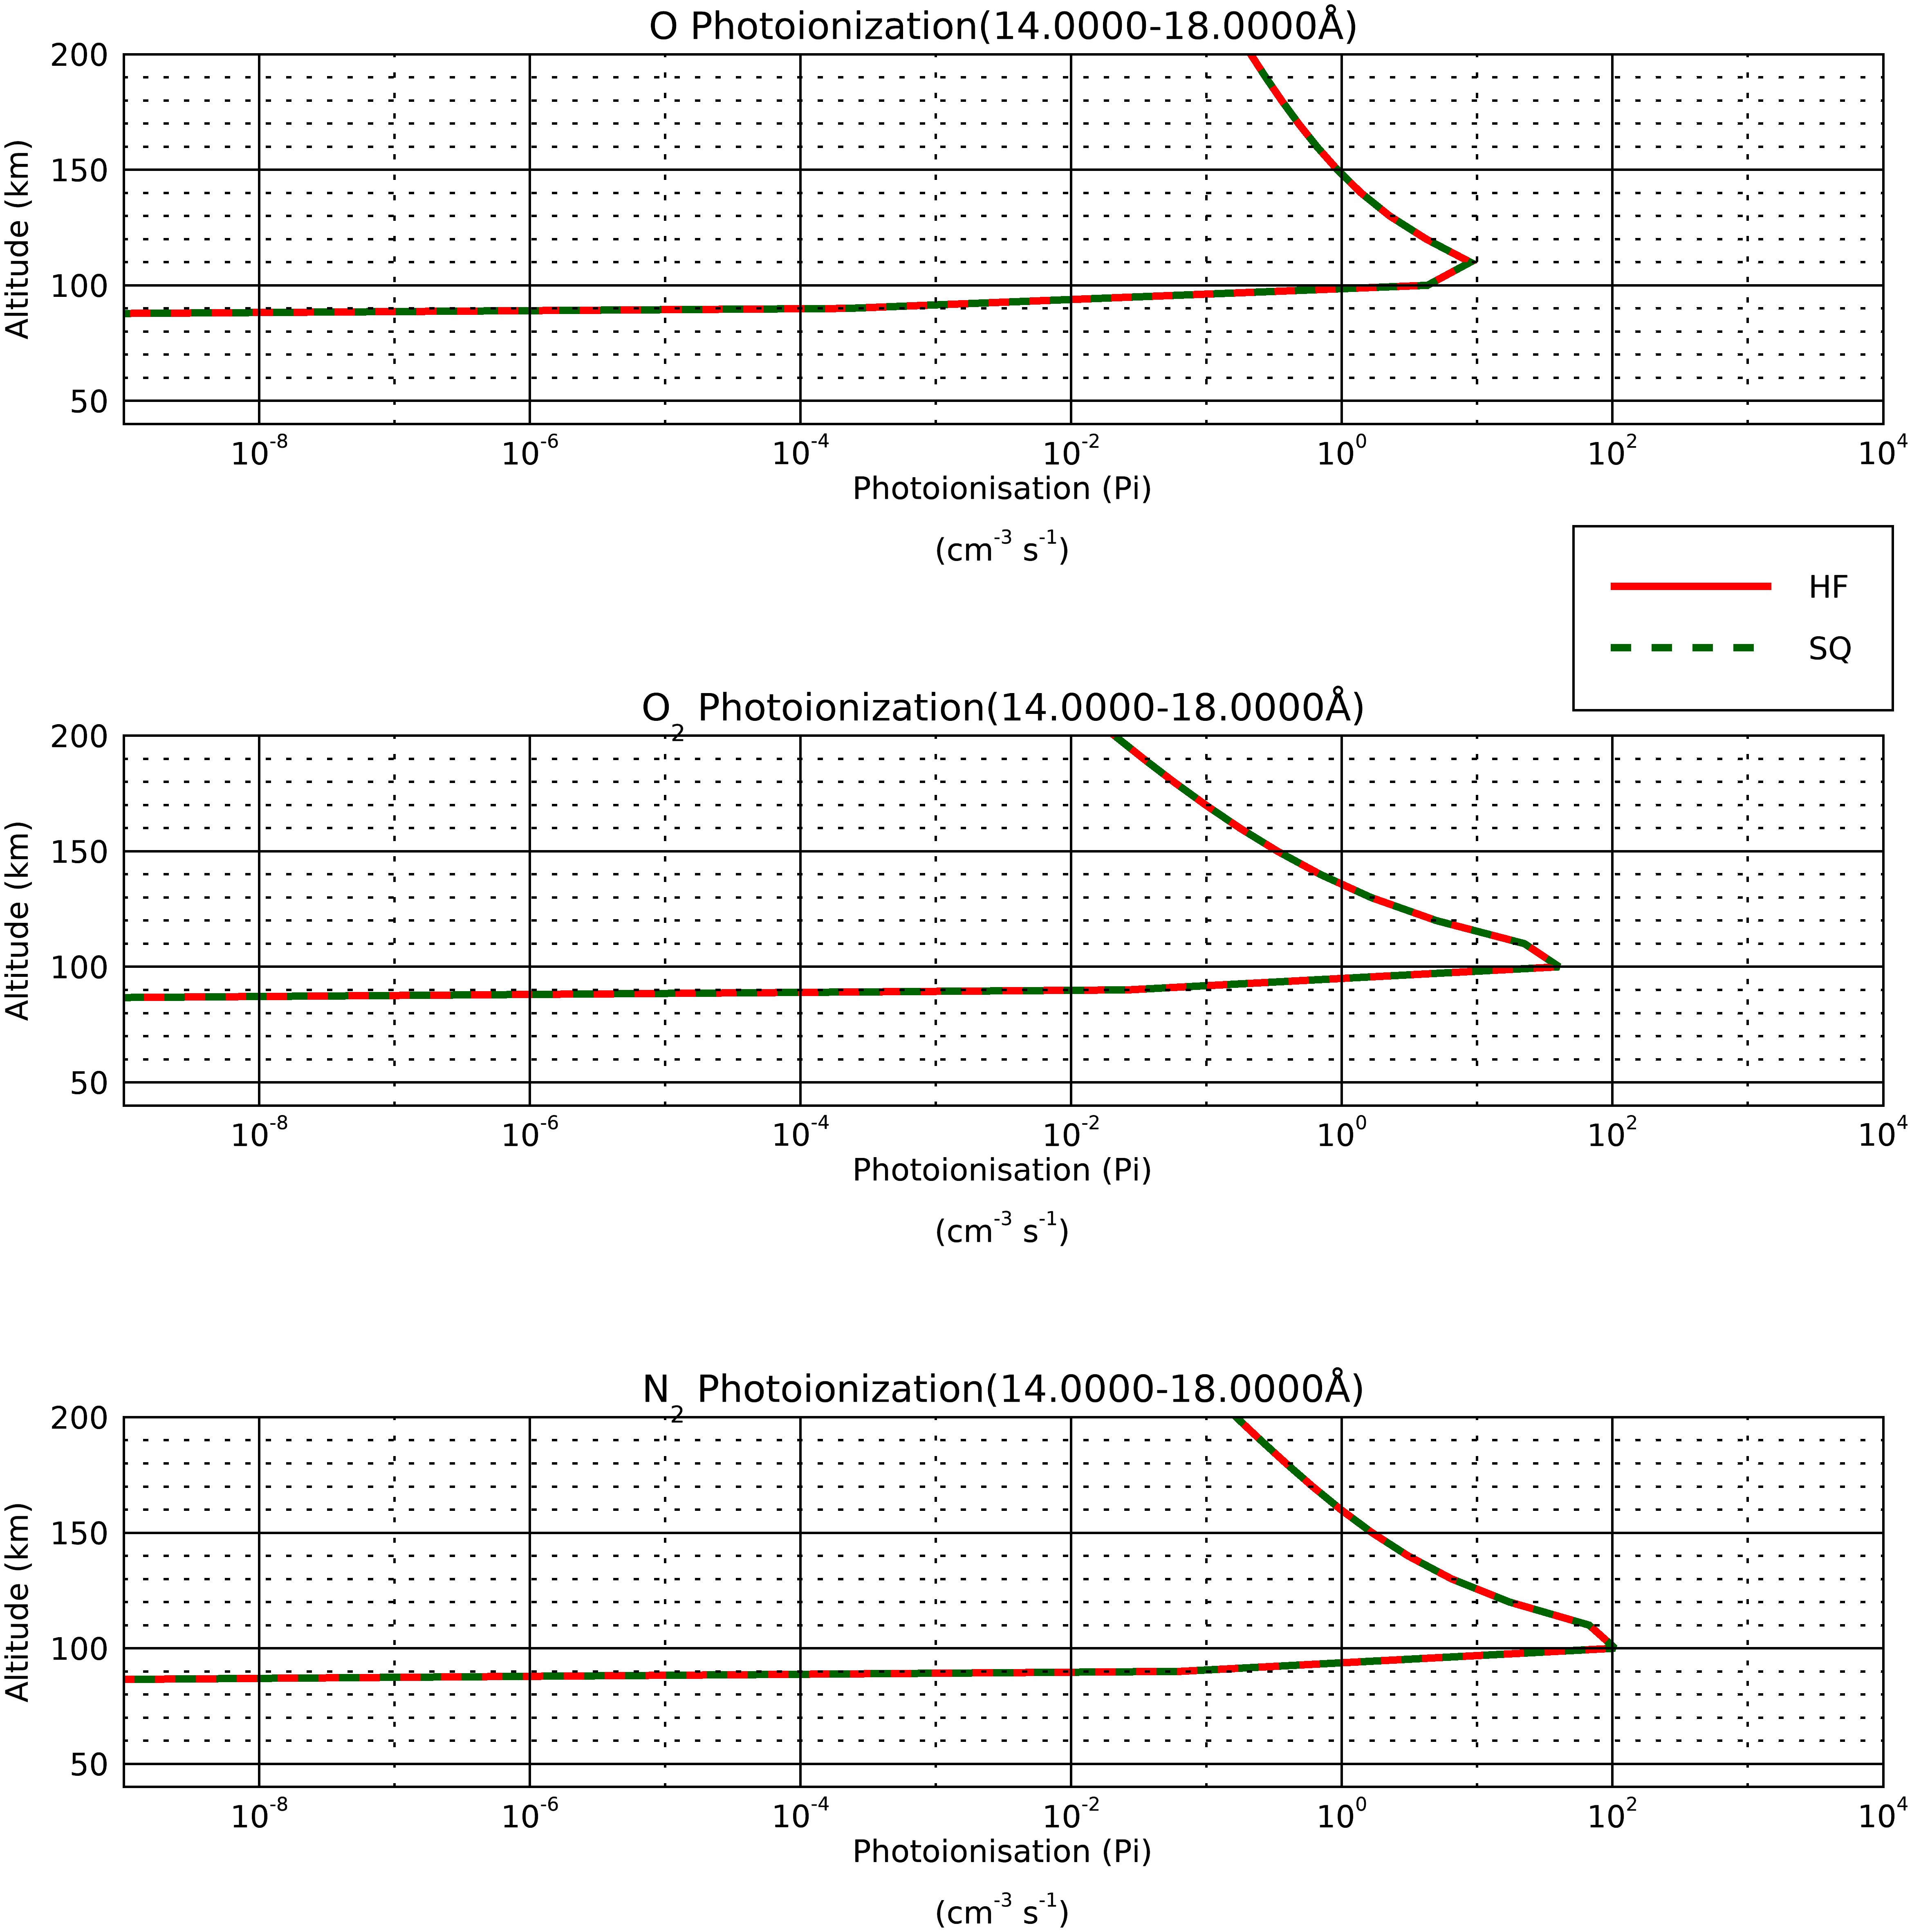 O Photoionization(14.0000-18.0000Å)
200
150
100
50
Altitude (km)
10⁻⁸ 10⁻⁶ 10⁻⁴ 10⁻² 10⁰ 10² 10⁴
Photoionisation (Pi)
(cm⁻³ s⁻¹)
HF
SQ
O₂ Photoionization(14.0000-18.0000Å)
200
150
100
50
Altitude (km)
10⁻⁸ 10⁻⁶ 10⁻⁴ 10⁻² 10⁰ 10² 10⁴
Photoionisation (Pi)
(cm⁻³ s⁻¹)
N₂ Photoionization(14.0000-18.0000Å)
200
150
100
50
Altitude (km)
10⁻⁸ 10⁻⁶ 10⁻⁴ 10⁻² 10⁰ 10² 10⁴
Photoionisation (Pi)
(cm⁻³ s⁻¹)